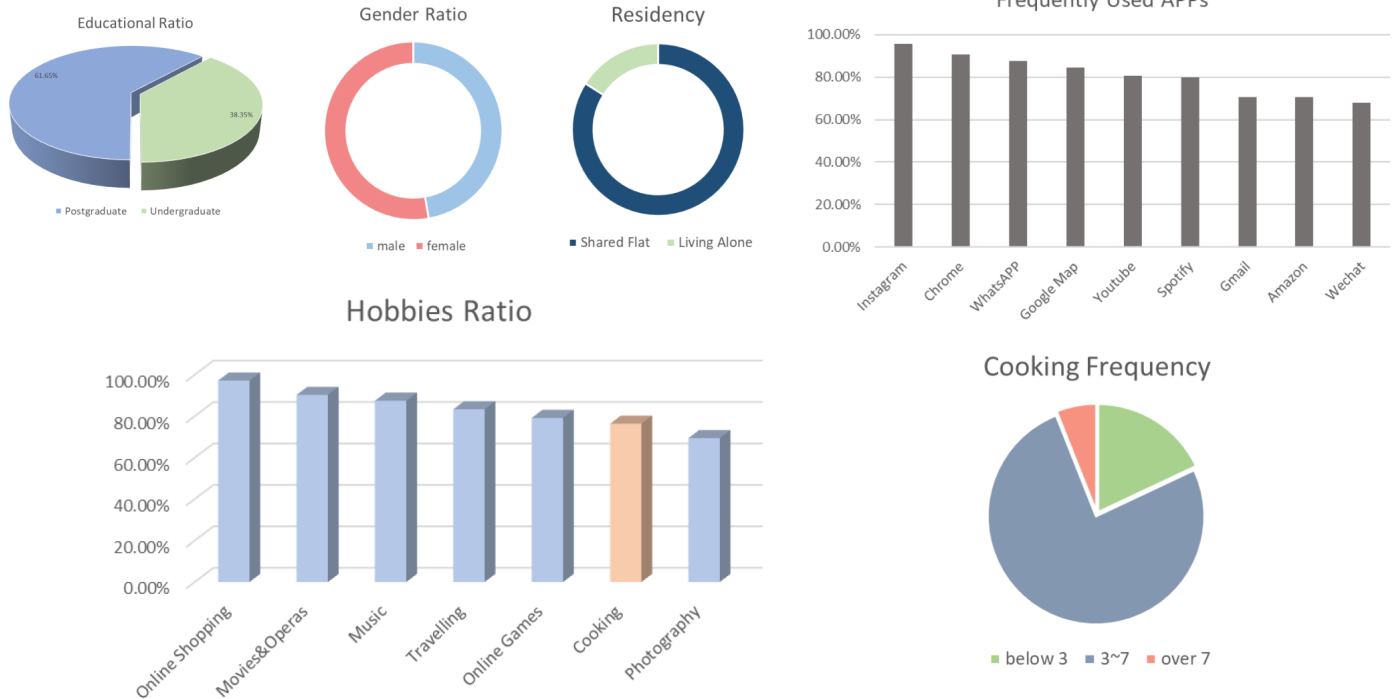 Educational Ratio
61.65%
38.35%
Postgraduate Undergraduate
Gender Ratio
male female
Residency
Shared Flat Living Alone
Frequently Used APPs
100.00%
80.00%
60.00%
40.00%
20.00%
0.00%
Instagram
Chrome
WhatsAPP
Google Map
Youtube
Spotify
Gmail
Amazon
Wechat
Hobbies Ratio
100.00%
80.00%
60.00%
40.00%
20.00%
0.00%
Online Shopping
Movies&Operas
Music
Travelling
Online Games
Cooking
Photography
Cooking Frequency
below 3 3~7 over 7